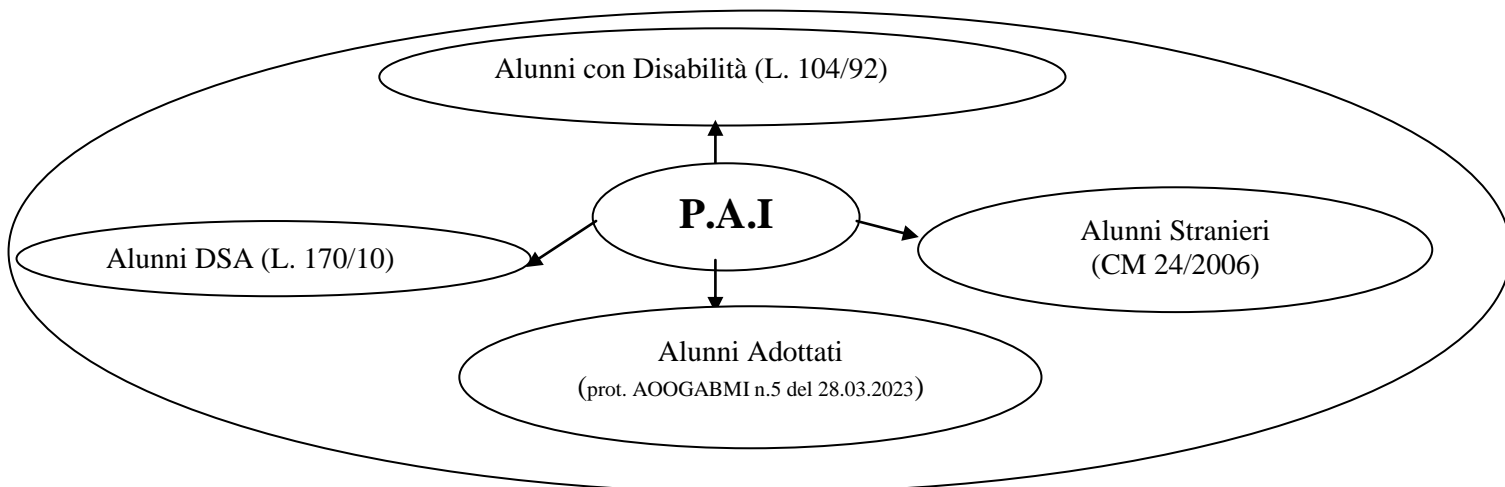 Alunni con Disabilità (L. 104/92)
P.A.I
Alunni DSA (L. 170/10)
Alunni Stranieri
(CM 24/2006)
Alunni Adottati
(prot. AOOGABMI n.5 del 28.03.2023)